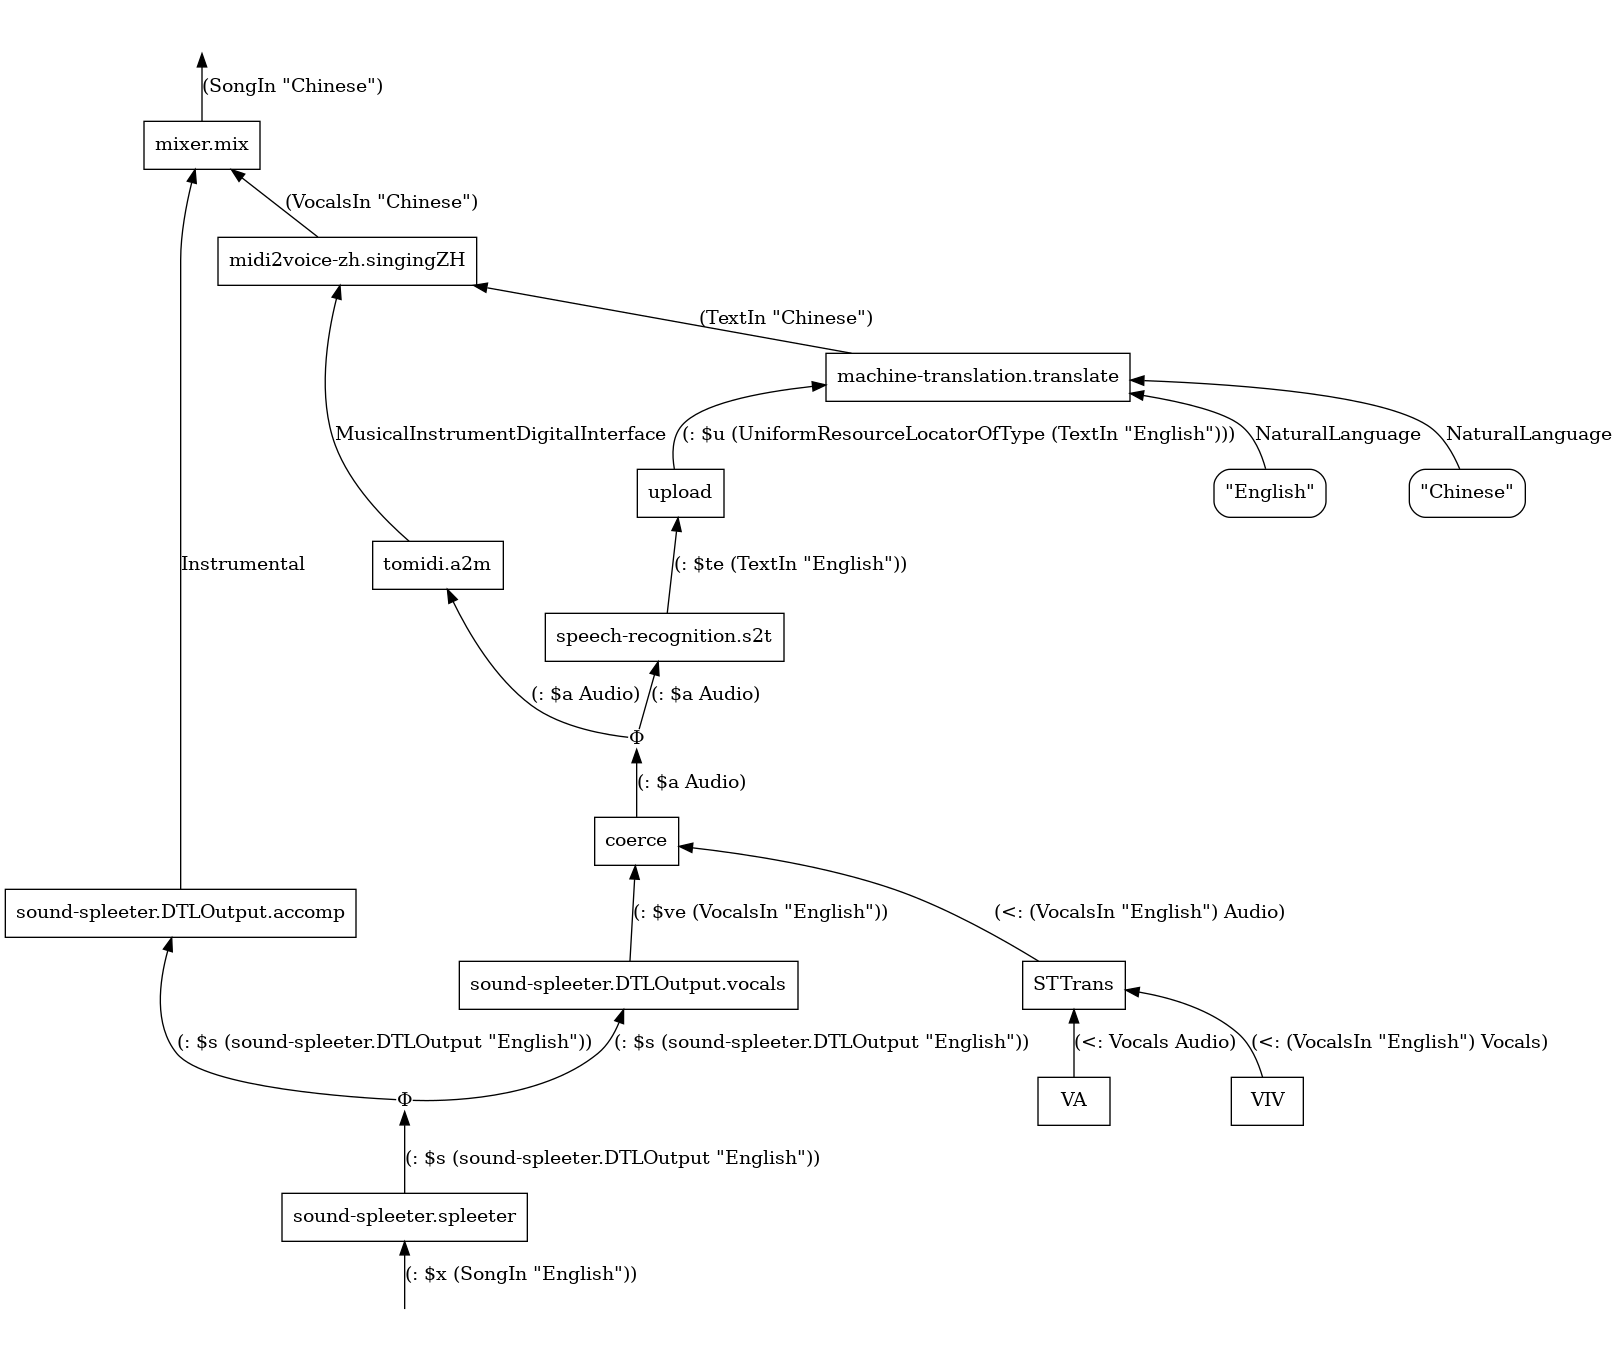 (SongIn "Chinese")
mixer.mix
(VocalsIn "Chinese")
midi2voice-zh.singingZH
(TextIn "Chinese")
machine-translation.translate
MusicalInstrumentDigitalInterface
(: $u (UniformResourceLocatorOfType (TextIn "English")))
NaturalLanguage
NaturalLanguage
upload
"English"
"Chinese"
Instrumental
tomidi.a2m
(: $te (TextIn "English"))
speech-recognition.s2t
(: $a Audio)
(: $a Audio)
Φ
(: $a Audio)
coerce
sound-spleeter.DTLOutput.accomp
(: $ve (VocalsIn "English"))
(<: (VocalsIn "English") Audio)
sound-spleeter.DTLOutput.vocals
STTrans
(: $s (sound-spleeter.DTLOutput "English"))
(: $s (sound-spleeter.DTLOutput "English"))
(<: Vocals Audio)
(<: (VocalsIn "English") Vocals)
Φ
VA
VIV
(: $s (sound-spleeter.DTLOutput "English"))
sound-spleeter.spleeter
(: $x (SongIn "English"))